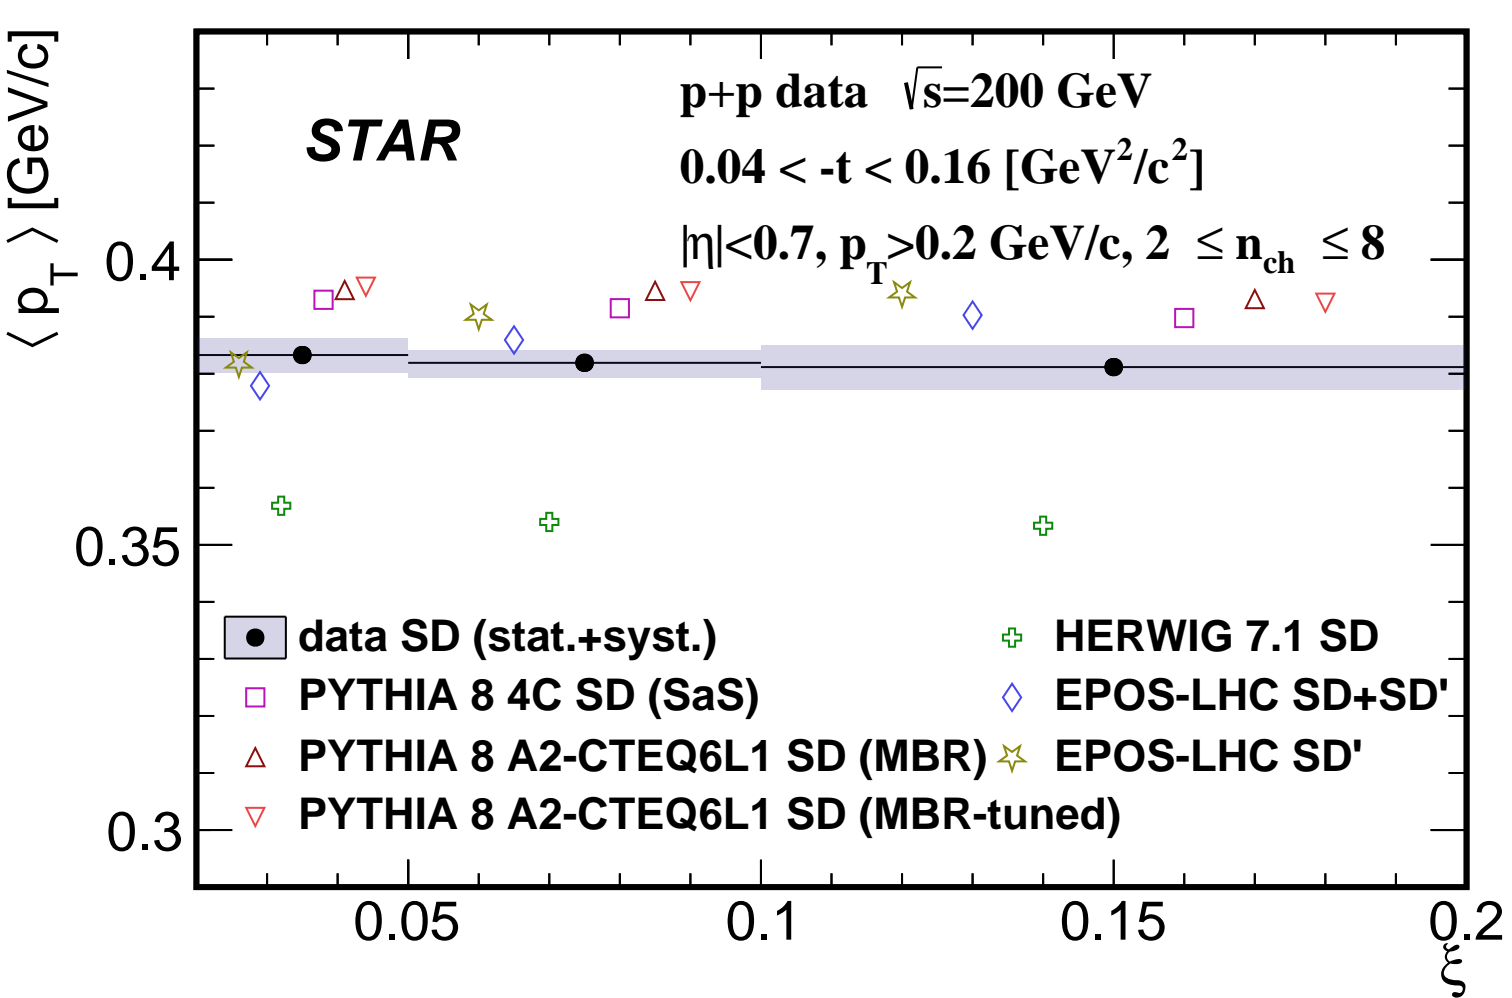 ⟨ p_T ⟩ [GeV/c]
STAR
p+p data √s=200 GeV
0.04 < -t < 0.16 [GeV²/c²]
|η|<0.7, p_T>0.2 GeV/c, 2 ≤ n_ch ≤ 8
0.4
0.35
0.3
data SD (stat.+syst.)
PYTHIA 8 4C SD (SaS)
PYTHIA 8 A2-CTEQ6L1 SD (MBR)
PYTHIA 8 A2-CTEQ6L1 SD (MBR-tuned)
HERWIG 7.1 SD
EPOS-LHC SD+SD'
EPOS-LHC SD'
0.05 0.1 0.15 0.2
ξ